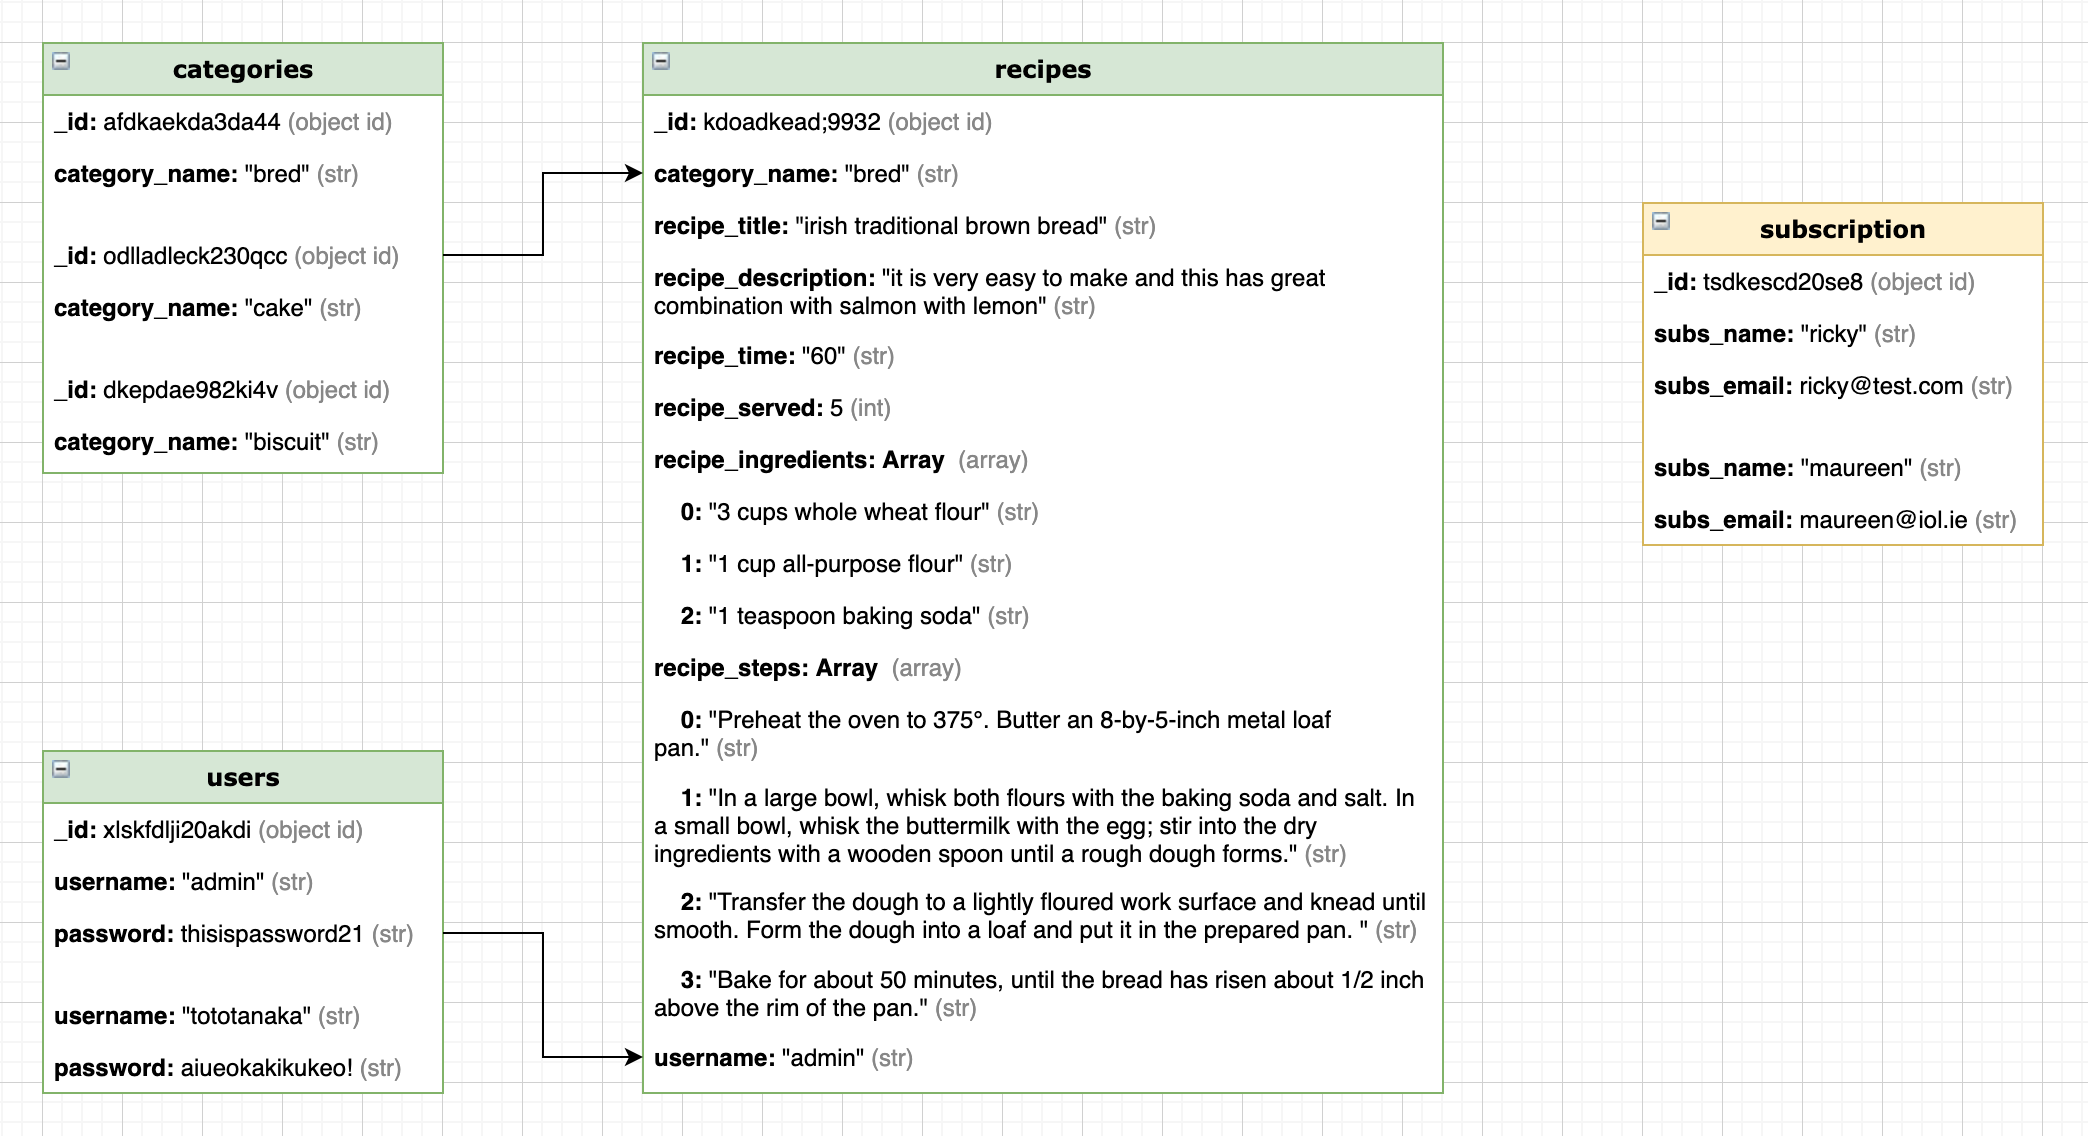 categories
_id: afdkaekda3da44 (object id)
category_name: "bred" (str)
_id: odlladleck230qcc (object id)
category_name: "cake" (str)
_id: dkepdae982ki4v (object id)
category_name: "biscuit" (str)
users
_id: xlskfdlji20akdi (object id)
username: "admin" (str)
password: thisispassword21 (str)
username: "tototanaka" (str)
password: aiueokakikukeo! (str)
recipes
_id: kdoadkead;9932 (object id)
category_name: "bred" (str)
recipe_title: "irish traditional brown bread" (str)
recipe_description: "it is very easy to make and this has great
combination with salmon with lemon" (str)
recipe_time: "60" (str)
recipe_served: 5 (int)
recipe_ingredients: Array (array)
0: "3 cups whole wheat flour" (str)
1: "1 cup all-purpose flour" (str)
2: "1 teaspoon baking soda" (str)
recipe_steps: Array (array)
0: "Preheat the oven to 375°. Butter an 8-by-5-inch metal loaf
pan." (str)
1: "In a large bowl, whisk both flours with the baking soda and salt. In
a small bowl, whisk the buttermilk with the egg; stir into the dry
ingredients with a wooden spoon until a rough dough forms." (str)
2: "Transfer the dough to a lightly floured work surface and knead until
smooth. Form the dough into a loaf and put it in the prepared pan. " (str)
3: "Bake for about 50 minutes, until the bread has risen about 1/2 inch
above the rim of the pan." (str)
username: "admin" (str)
subscription
_id: tsdkescd20se8 (object id)
subs_name: "ricky" (str)
subs_email: ricky@test.com (str)
subs_name: "maureen" (str)
subs_email: maureen@iol.ie (str)